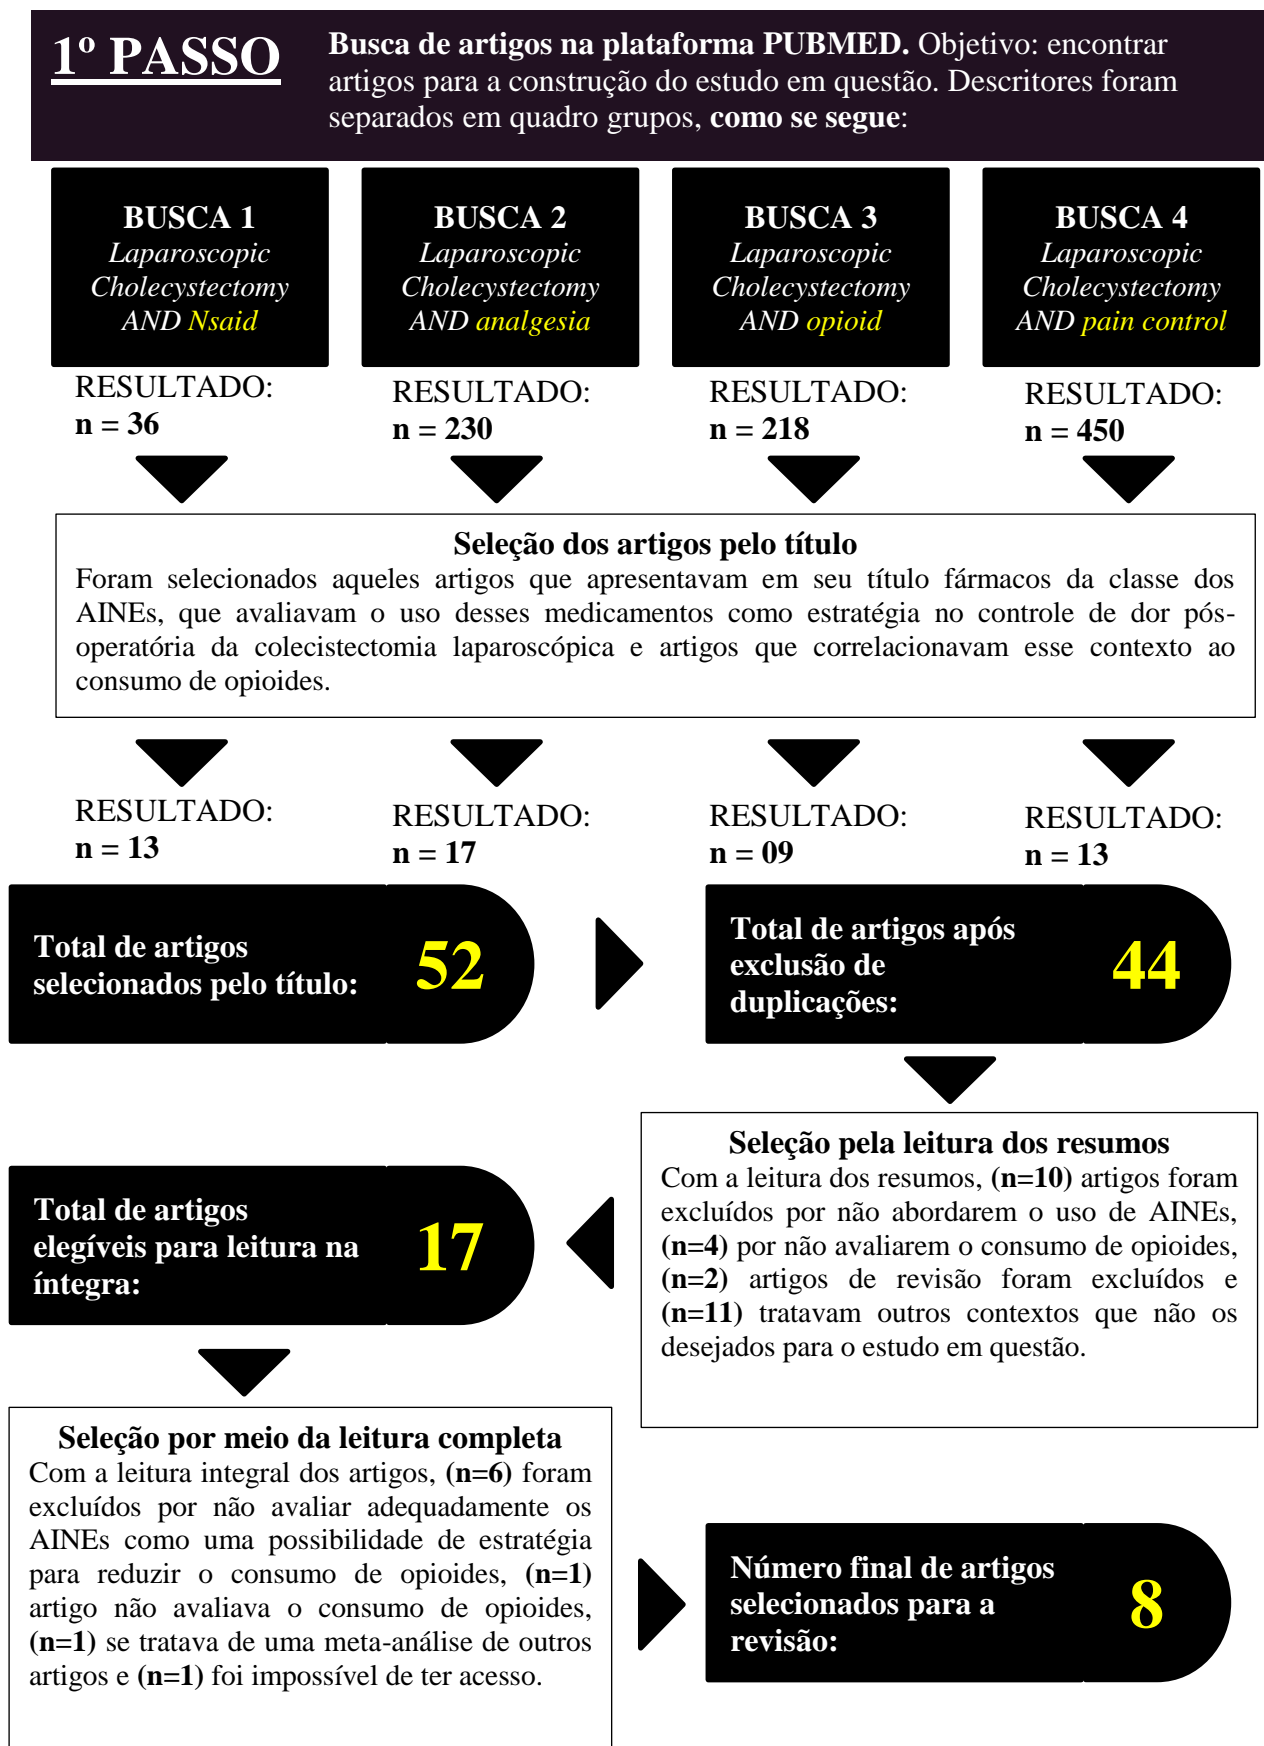 1º PASSO
Busca de artigos na plataforma PUBMED. Objetivo: encontrar
artigos para a construção do estudo em questão. Descritores foram
separados em quadro grupos, como se segue:
BUSCA 1
Laparoscopic
Cholecystectomy
AND Nsaid
BUSCA 2
Laparoscopic
Cholecystectomy
AND analgesia
BUSCA 3
Laparoscopic
Cholecystectomy
AND opioid
BUSCA 4
Laparoscopic
Cholecystectomy
AND pain control
RESULTADO:
n = 36
RESULTADO:
n = 230
RESULTADO:
n = 218
RESULTADO:
n = 450
Seleção dos artigos pelo título
Foram selecionados aqueles artigos que apresentavam em seu título fármacos da classe dos
AINEs, que avaliavam o uso desses medicamentos como estratégia no controle de dor pós-
operatória da colecistectomia laparoscópica e artigos que correlacionavam esse contexto ao
consumo de opioides.
RESULTADO:
n = 13
RESULTADO:
n = 17
RESULTADO:
n = 09
RESULTADO:
n = 13
Total de artigos
selecionados pelo título:
52
Total de artigos após
exclusão de
duplicações:
44
Seleção pela leitura dos resumos
Com a leitura dos resumos, (n=10) artigos foram
excluídos por não abordarem o uso de AINEs,
(n=4) por não avaliarem o consumo de opioides,
(n=2) artigos de revisão foram excluídos e
(n=11) tratavam outros contextos que não os
desejados para o estudo em questão.
Total de artigos
elegíveis para leitura na
íntegra:
17
Seleção por meio da leitura completa
Com a leitura integral dos artigos, (n=6) foram
excluídos por não avaliar adequadamente os
AINEs como uma possibilidade de estratégia
para reduzir o consumo de opioides, (n=1)
artigo não avaliava o consumo de opioides,
(n=1) se tratava de uma meta-análise de outros
artigos e (n=1) foi impossível de ter acesso.
Número final de artigos
selecionados para a
revisão:
8